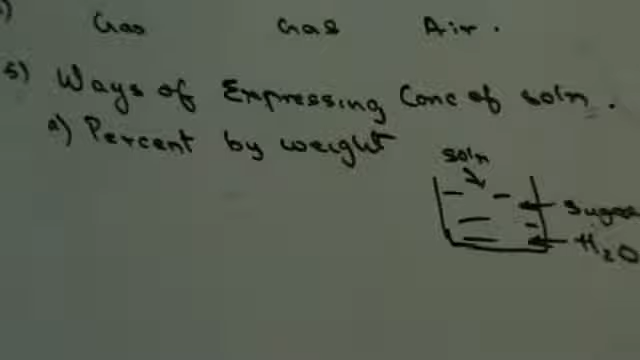 Gas Gas Air.
5) Ways of Expressing Conc of soln.
a) Percent by weight
soln
Sugar
H₂O